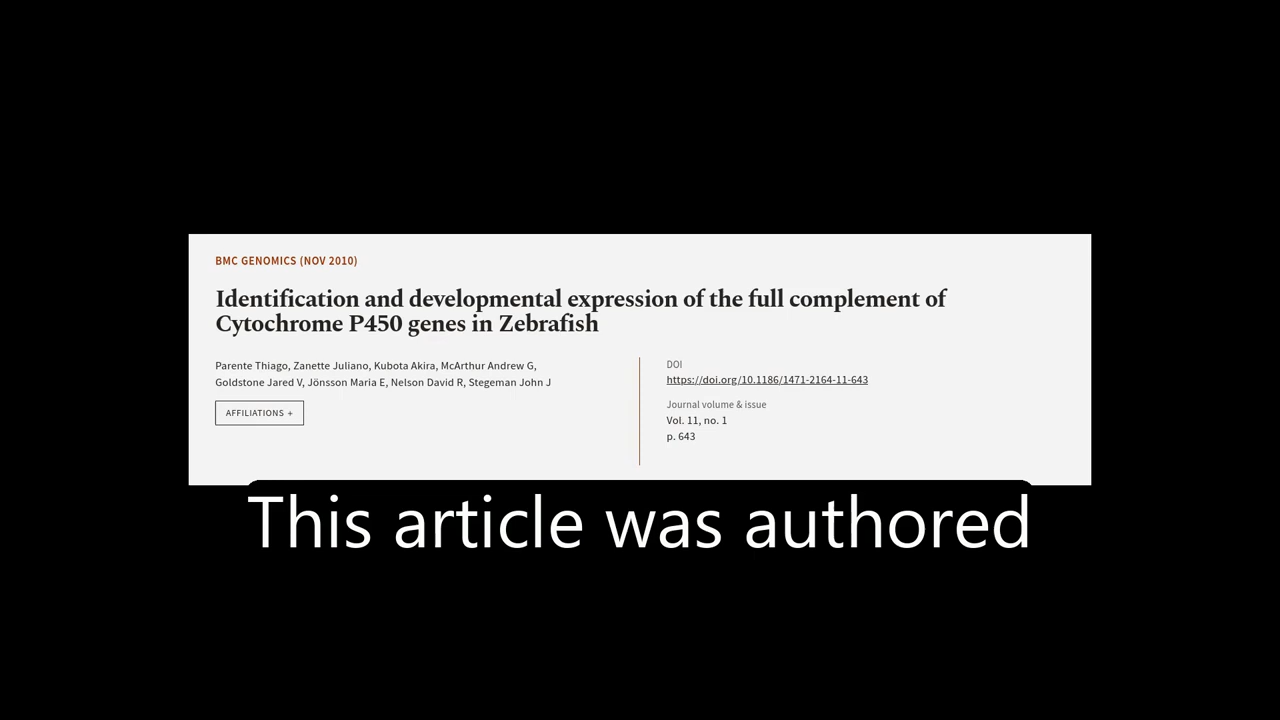 BMC GENOMICS (NOV 2010)
Identification and developmental expression of the full complement of
Cytochrome P450 genes in Zebrafish
Parente Thiago, Zanette Juliano, Kubota Akira, McArthur Andrew G,
Goldstone Jared V, Jönsson Maria E, Nelson David R, Stegeman John J
AFFILIATIONS +
DOI
https://doi.org/10.1186/1471-2164-11-643
Journal volume & issue
Vol. 11, no. 1
p. 643
This article was authored